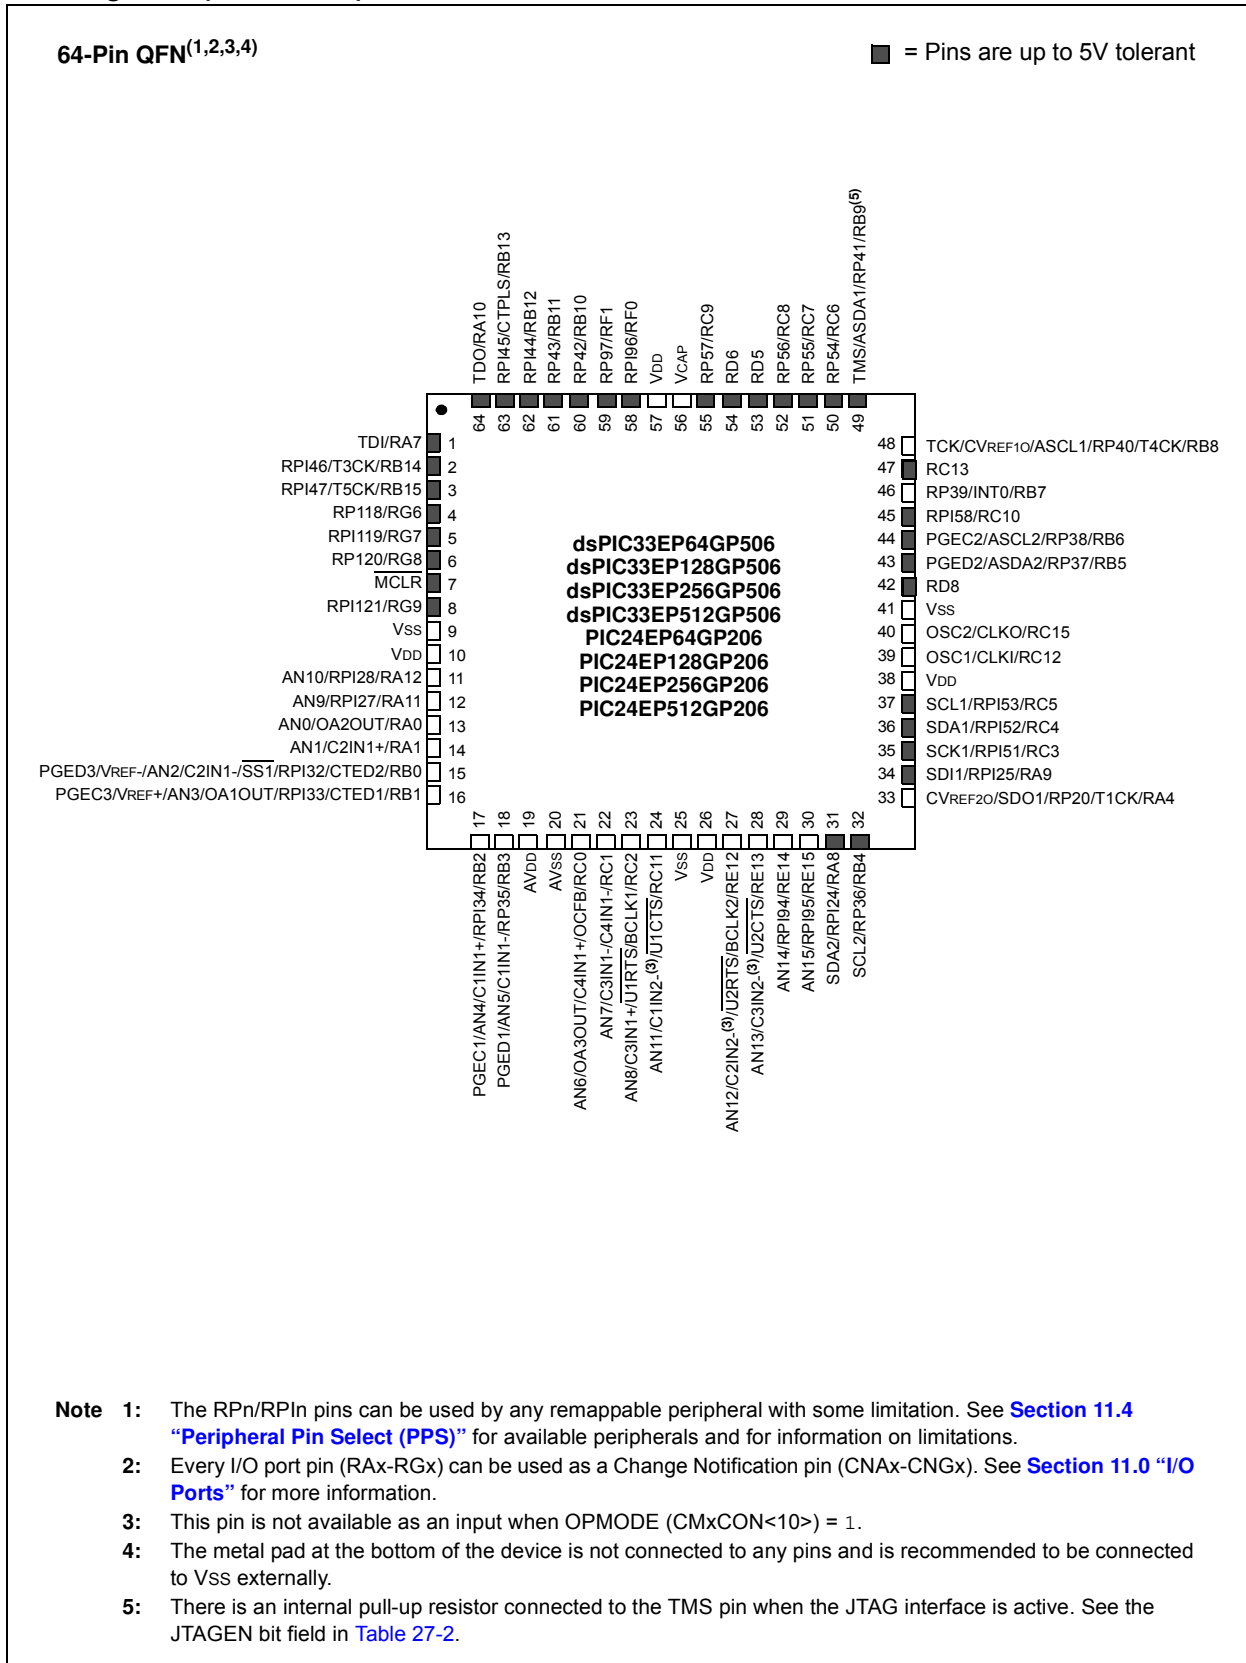 64-Pin QFN(1,2,3,4)
= Pins are up to 5V tolerant
TDO/RA10
RPI45/CTPLS/RB13
RPI44/RB12
RP43/RB11
RP42/RB10
RP97/RF1
RPI96/RF0
VDD
VCAP
RP57/RC9
RD6
RD5
RP56/RC8
RP55/RC7
RP54/RC6
TMS/ASDA1/RP41/RB9(5)
64 63 62 61 60 59 58 57 56 55 54 53 52 51 50 49
TDI/RA7 1
RPI46/T3CK/RB14 2
RPI47/T5CK/RB15 3
RP118/RG6 4
RPI119/RG7 5
RP120/RG8 6
MCLR 7
RPI121/RG9 8
VSS 9
VDD 10
AN10/RPI28/RA12 11
AN9/RPI27/RA11 12
AN0/OA2OUT/RA0 13
AN1/C2IN1+/RA1 14
PGED3/VREF-/AN2/C2IN1-/SS1/RPI32/CTED2/RB0 15
PGEC3/VREF+/AN3/OA1OUT/RPI33/CTED1/RB1 16
dsPIC33EP64GP506
dsPIC33EP128GP506
dsPIC33EP256GP506
dsPIC33EP512GP506
PIC24EP64GP206
PIC24EP128GP206
PIC24EP256GP206
PIC24EP512GP206
48 TCK/CVREF1O/ASCL1/RP40/T4CK/RB8
47 RC13
46 RP39/INT0/RB7
45 RPI58/RC10
44 PGEC2/ASCL2/RP38/RB6
43 PGED2/ASDA2/RP37/RB5
42 RD8
41 VSS
40 OSC2/CLKO/RC15
39 OSC1/CLKI/RC12
38 VDD
37 SCL1/RPI53/RC5
36 SDA1/RPI52/RC4
35 SCK1/RPI51/RC3
34 SDI1/RPI25/RA9
33 CVREF2O/SDO1/RP20/T1CK/RA4
17 18 19 20 21 22 23 24 25 26 27 28 29 30 31 32
PGEC1/AN4/C1IN1+/RPI34/RB2
PGED1/AN5/C1IN1-/RP35/RB3
AVDD
AVSS
AN6/OA3OUT/C4IN1+/OCFB/RC0
AN7/C3IN1-/C4IN1-/RC1
AN8/C3IN1+/U1RTS/BCLK1/RC2
AN11/C1IN2-(3)/U1CTS/RC11
VSS
VDD
AN12/C2IN2-(3)/U2RTS/BCLK2/RE12
AN13/C3IN2-(3)/U2CTS/RE13
AN14/RPI94/RE14
AN15/RPI95/RE15
SDA2/RPI24/RA8
SCL2/RP36/RB4
Note 1: The RPn/RPIn pins can be used by any remappable peripheral with some limitation. See Section 11.4
“Peripheral Pin Select (PPS)” for available peripherals and for information on limitations.
2: Every I/O port pin (RAx-RGx) can be used as a Change Notification pin (CNAx-CNGx). See Section 11.0 “I/O
Ports” for more information.
3: This pin is not available as an input when OPMODE (CMxCON<10>) = 1.
4: The metal pad at the bottom of the device is not connected to any pins and is recommended to be connected
to VSS externally.
5: There is an internal pull-up resistor connected to the TMS pin when the JTAG interface is active. See the
JTAGEN bit field in Table 27-2.